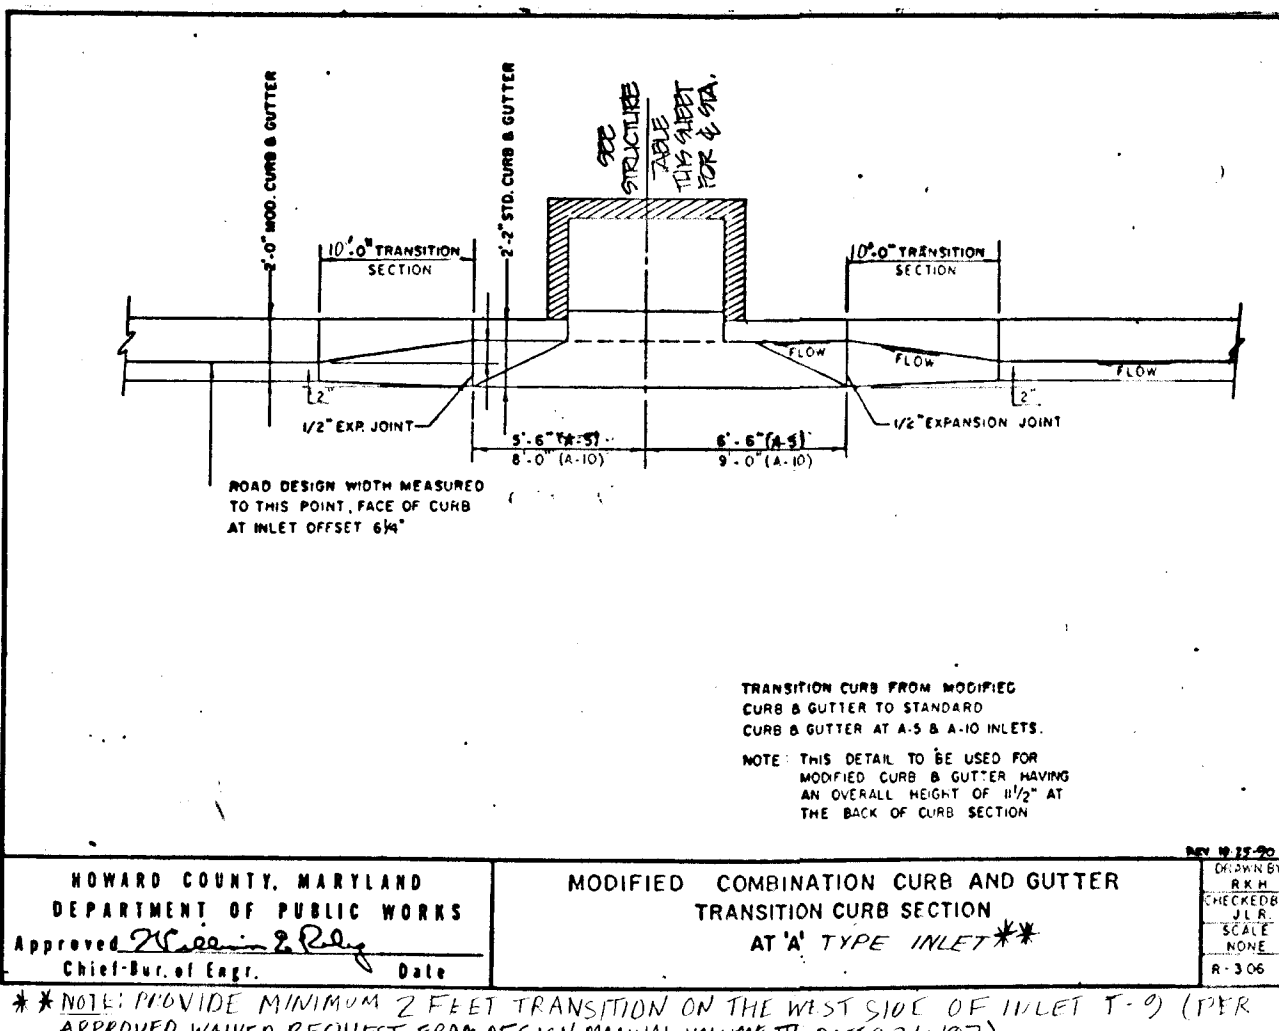 2'-0" MOD. CURB & GUTTER
2'-2" STD. CURB & GUTTER
SEE
STRUCTURE
TABLE
THIS SHEET
FOR ℄ STA.
10'-0" TRANSITION
SECTION
10'-0" TRANSITION
SECTION
FLOW
FLOW
FLOW
2"
2"
1/2" EXP. JOINT
1/2" EXPANSION JOINT
5'-6" (A-5)
8'-0" (A-10)
6'-6" (A-5)
9'-0" (A-10)
ROAD DESIGN WIDTH MEASURED
TO THIS POINT, FACE OF CURB
AT INLET OFFSET 6 1/4"
TRANSITION CURB FROM MODIFIED
CURB & GUTTER TO STANDARD
CURB & GUTTER AT A-5 & A-10 INLETS.
NOTE: THIS DETAIL TO BE USED FOR
MODIFIED CURB & GUTTER HAVING
AN OVERALL HEIGHT OF 11 1/2" AT
THE BACK OF CURB SECTION
REV
HOWARD COUNTY, MARYLAND
DEPARTMENT OF PUBLIC WORKS
Approved William E. Riley
Chief-Bur. of Engr. Date
MODIFIED COMBINATION CURB AND GUTTER
TRANSITION CURB SECTION
AT 'A' TYPE INLET **
DRAWN BY
RKH
CHECKED B
J.L.R.
SCALE
NONE
R-3.06
** NOTE: PROVIDE MINIMUM 2 FEET TRANSITION ON THE WEST SIDE OF INLET T-9) (PER
APPROVED WAIVER REQUEST FROM DESIGN MANUAL VOLUME